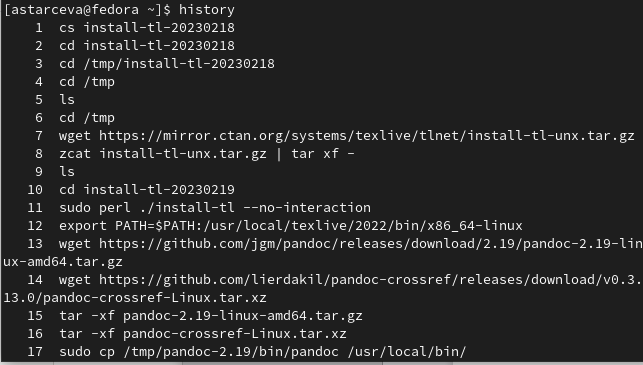 [astarceva@fedora ~]$ history
    1  cs install-tl-20230218
    2  cd install-tl-20230218
    3  cd /tmp/install-tl-20230218
    4  cd /tmp
    5  ls
    6  cd /tmp
    7  wget https://mirror.ctan.org/systems/texlive/tlnet/install-tl-unx.tar.gz
    8  zcat install-tl-unx.tar.gz | tar xf -
    9  ls
   10  cd install-tl-20230219
   11  sudo perl ./install-tl --no-interaction
   12  export PATH=$PATH:/usr/local/texlive/2022/bin/x86_64-linux
   13  wget https://github.com/jgm/pandoc/releases/download/2.19/pandoc-2.19-lin
ux-amd64.tar.gz
   14  wget https://github.com/lierdakil/pandoc-crossref/releases/download/v0.3.
13.0/pandoc-crossref-Linux.tar.xz
   15  tar -xf pandoc-2.19-linux-amd64.tar.gz
   16  tar -xf pandoc-crossref-Linux.tar.xz
   17  sudo cp /tmp/pandoc-2.19/bin/pandoc /usr/local/bin/